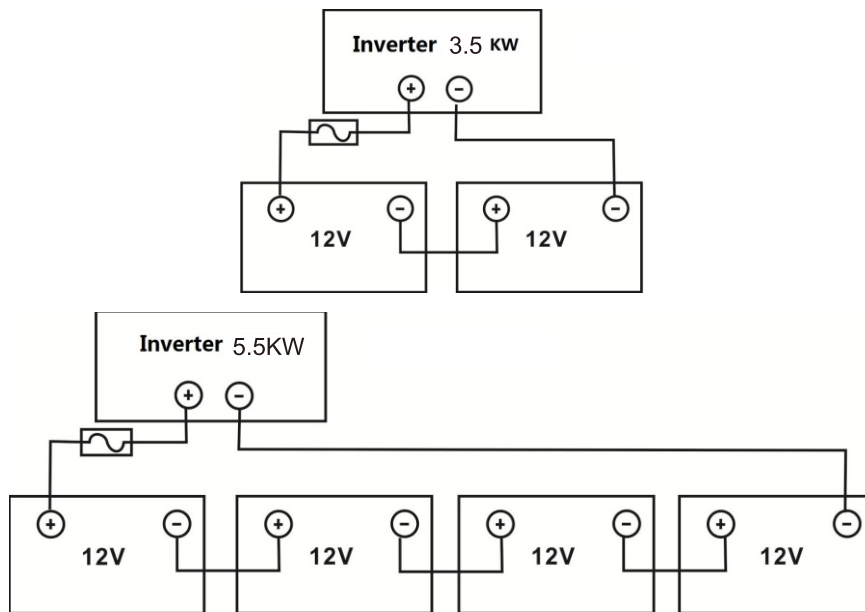 Inverter 3.5 KW
+ −
+ − + −
12V 12V
Inverter 5.5KW
+ −
+ − + − + − + −
12V 12V 12V 12V